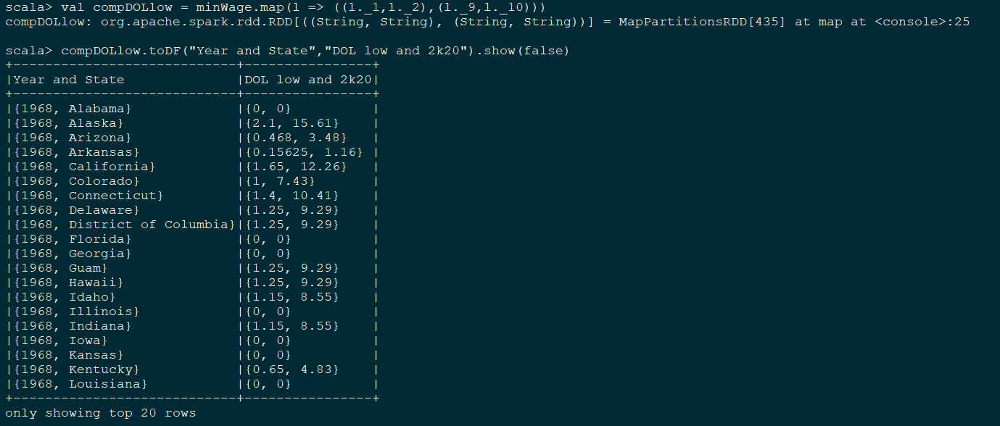 scala> val compDOLlow = minWage.map(l => ((l._1,l._2),(l._9,l._10)))
compDOLlow: org.apache.spark.rdd.RDD[((String, String), (String, String))] = MapPartitionsRDD[435] at map at <console>:25
scala> compDOLlow.toDF("Year and State","DOL low and 2k20").show(false)
+----------------------------+----------------+
|Year and State              |DOL low and 2k20|
+----------------------------+----------------+
|{1968, Alabama}             |{0, 0}          |
|{1968, Alaska}              |{2.1, 15.61}    |
|{1968, Arizona}             |{0.468, 3.48}   |
|{1968, Arkansas}            |{0.15625, 1.16} |
|{1968, California}          |{1.65, 12.26}   |
|{1968, Colorado}            |{1, 7.43}       |
|{1968, Connecticut}         |{1.4, 10.41}    |
|{1968, Delaware}            |{1.25, 9.29}    |
|{1968, District of Columbia}|{1.25, 9.29}    |
|{1968, Florida}             |{0, 0}          |
|{1968, Georgia}             |{0, 0}          |
|{1968, Guam}                |{1.25, 9.29}    |
|{1968, Hawaii}              |{1.25, 9.29}    |
|{1968, Idaho}               |{1.15, 8.55}    |
|{1968, Illinois}            |{0, 0}          |
|{1968, Indiana}             |{1.15, 8.55}    |
|{1968, Iowa}                |{0, 0}          |
|{1968, Kansas}              |{0, 0}          |
|{1968, Kentucky}            |{0.65, 4.83}    |
|{1968, Louisiana}           |{0, 0}          |
+----------------------------+----------------+
only showing top 20 rows